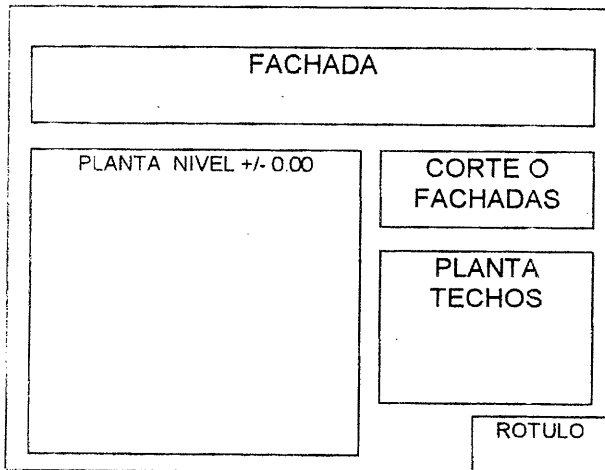 FACHADA
PLANTA NIVEL +/- 0.00
CORTE O
FACHADAS
PLANTA
TECHOS
ROTULO